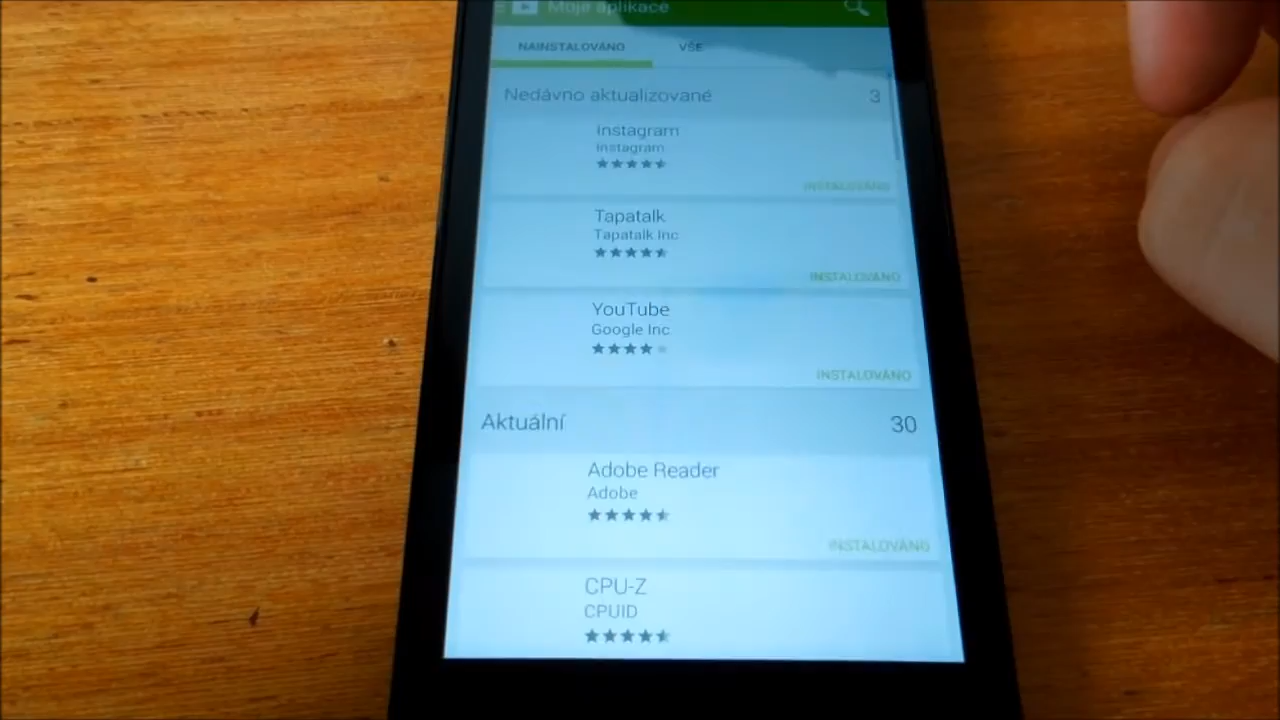 Moje aplikace
NAINSTALOVÁNO VŠE
Nedávno aktualizované 3
Instagram
Instagram
INSTALOVÁNO
Tapatalk
Tapatalk Inc
INSTALOVÁNO
YouTube
Google Inc
INSTALOVÁNO
Aktuální 30
Adobe Reader
Adobe
INSTALOVÁNO
CPU-Z
CPUID